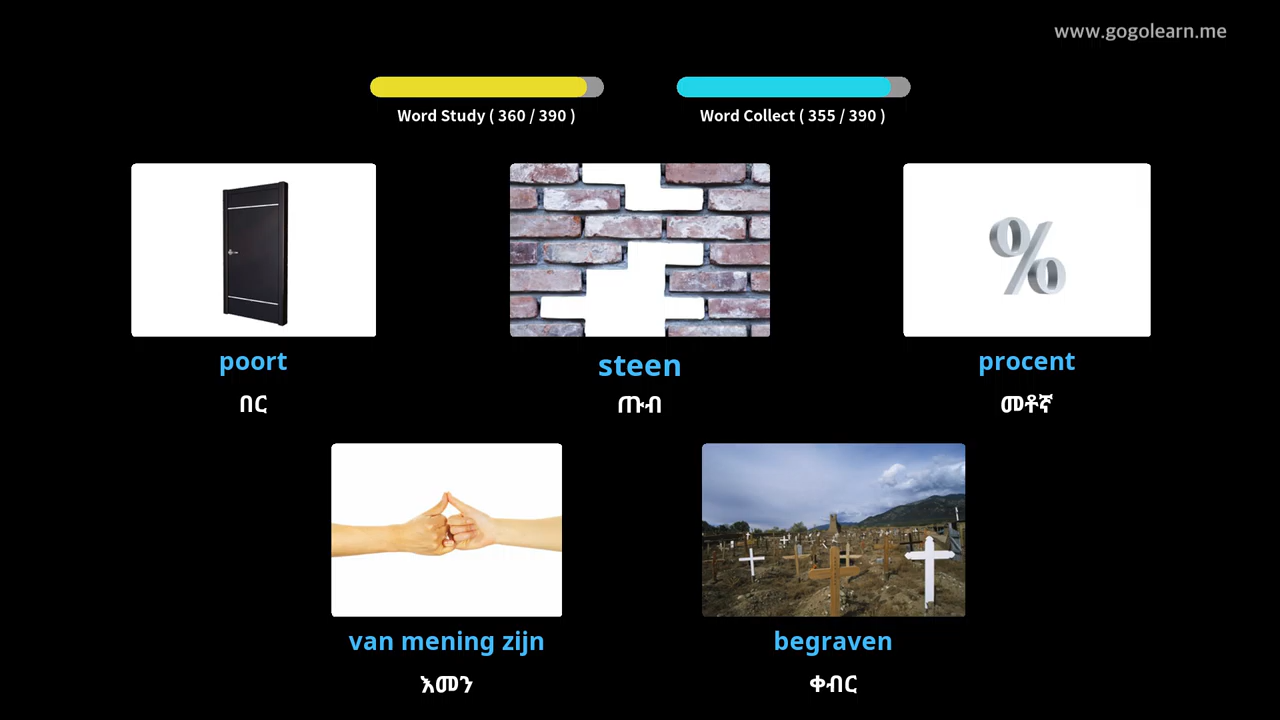 www.gogolearn.me
Word Study ( 360 / 390 )
Word Collect ( 355 / 390 )
poort
steen
procent
በር
ጡብ
መቶኛ
van mening zijn
begraven
እመን
ቀብር